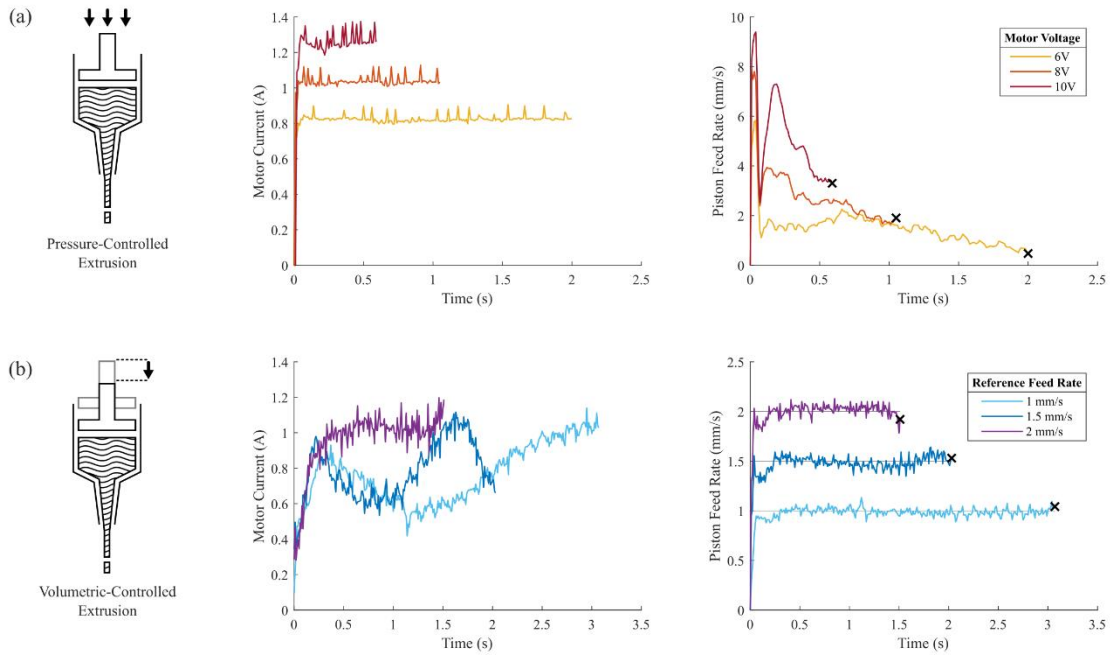 (a)
Pressure-Controlled
Extrusion
Motor Current (A)
1.4
1.2
1
0.8
0.6
0.4
0.2
0
0 0.5 1 1.5 2 2.5
Time (s)
Piston Feed Rate (mm/s)
10
8
6
4
2
0
0 0.5 1 1.5 2 2.5
Time (s)
Motor Voltage
6V
8V
10V
(b)
Volumetric-Controlled
Extrusion
Motor Current (A)
1.4
1.2
1
0.8
0.6
0.4
0.2
0
0 0.5 1 1.5 2 2.5 3 3.5
Time (s)
Piston Feed Rate (mm/s)
2.5
2
1.5
1
0.5
0
0 0.5 1 1.5 2 2.5 3 3.5
Time (s)
Reference Feed Rate
1 mm/s
1.5 mm/s
2 mm/s